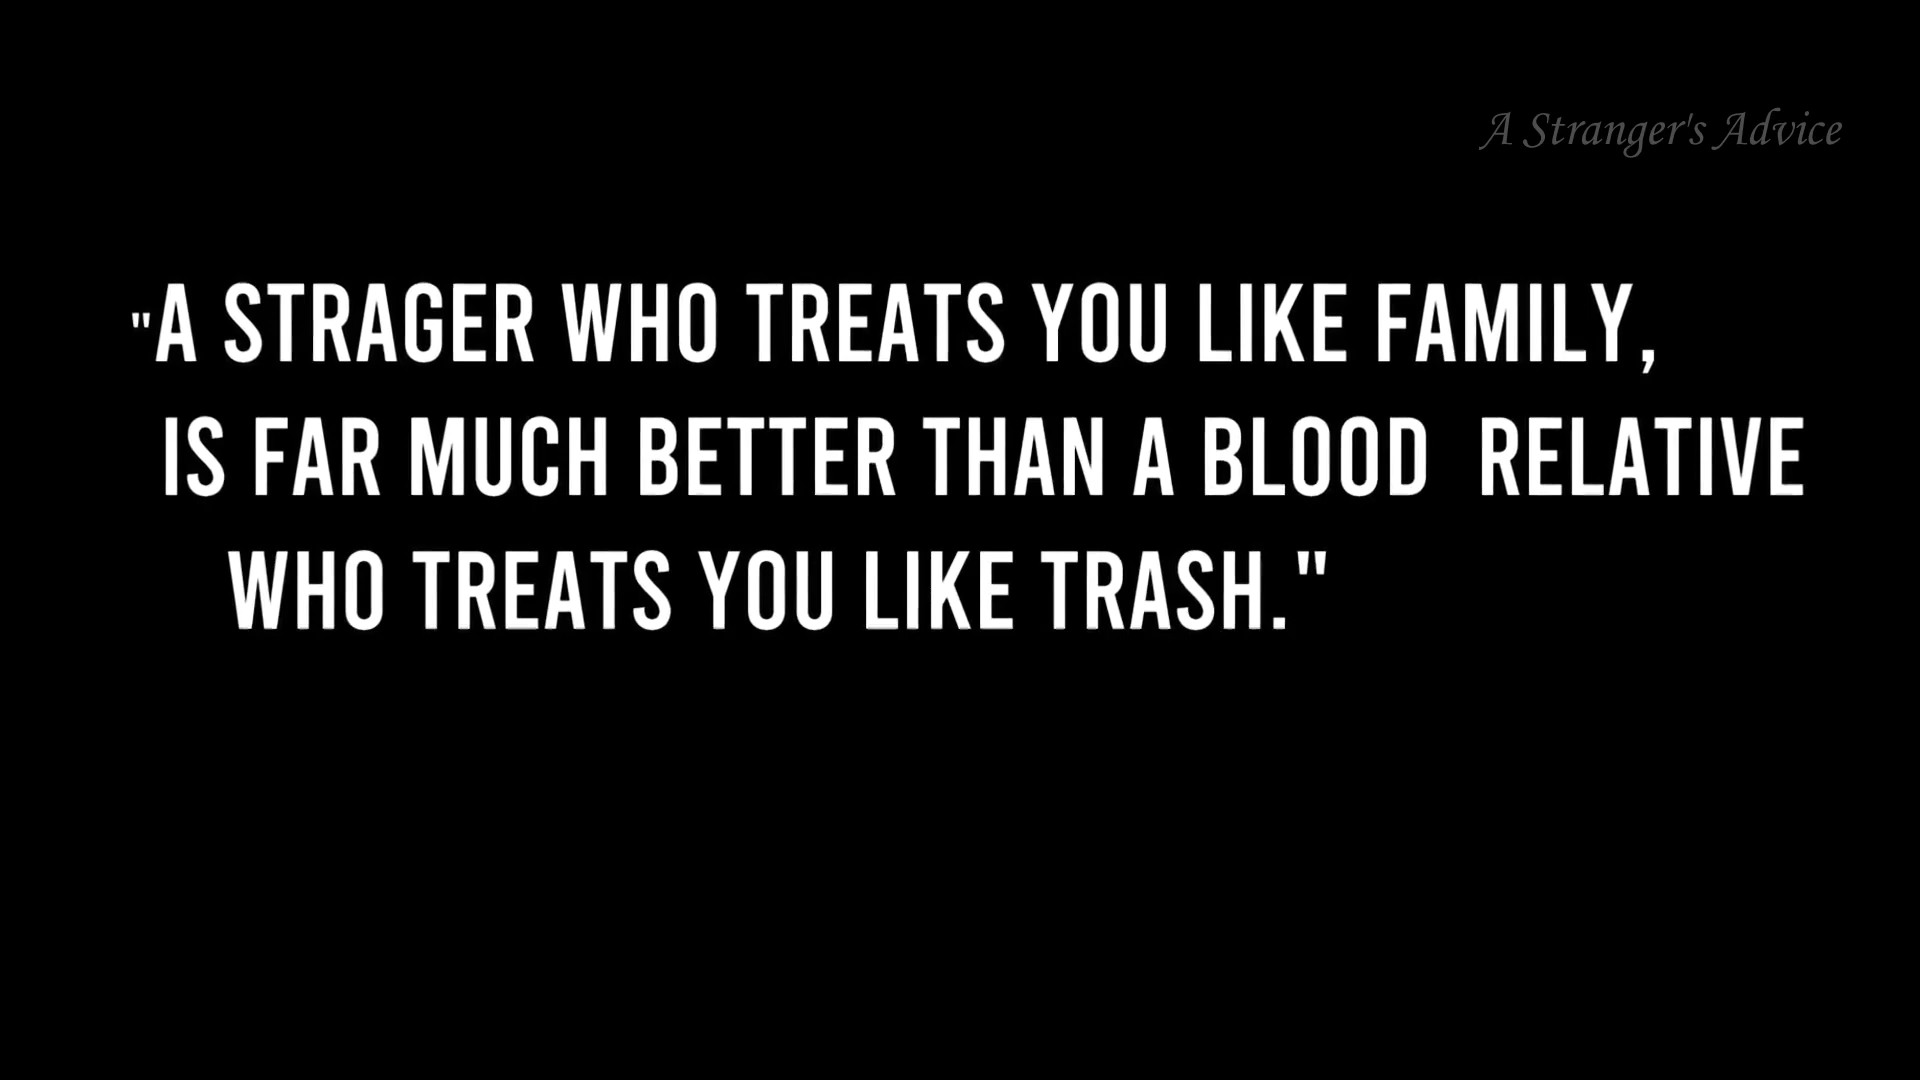 A Stranger's Advice
"A STRAGER WHO TREATS YOU LIKE FAMILY,
IS FAR MUCH BETTER THAN A BLOOD RELATIVE
WHO TREATS YOU LIKE TRASH."